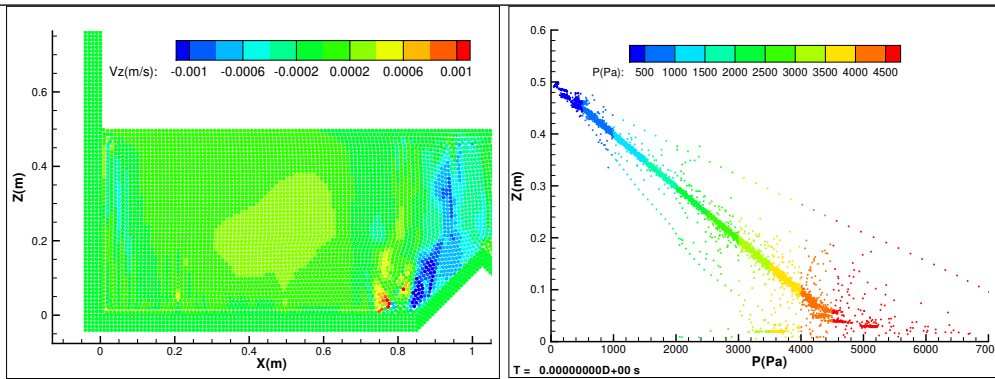 Vz(m/s): -0.001 -0.0006 -0.0002 0.0002 0.0006 0.001
Z(m)
0.6
0.4
0.2
0
0 0.2 0.4 0.6 0.8 1
X(m)
P(Pa): 500 1000 1500 2000 2500 3000 3500 4000 4500
Z(m)
0.6
0.5
0.4
0.3
0.2
0.1
0
0 1000 2000 3000 4000 5000 6000 7000
P(Pa)
T = 0.00000000D+00 s